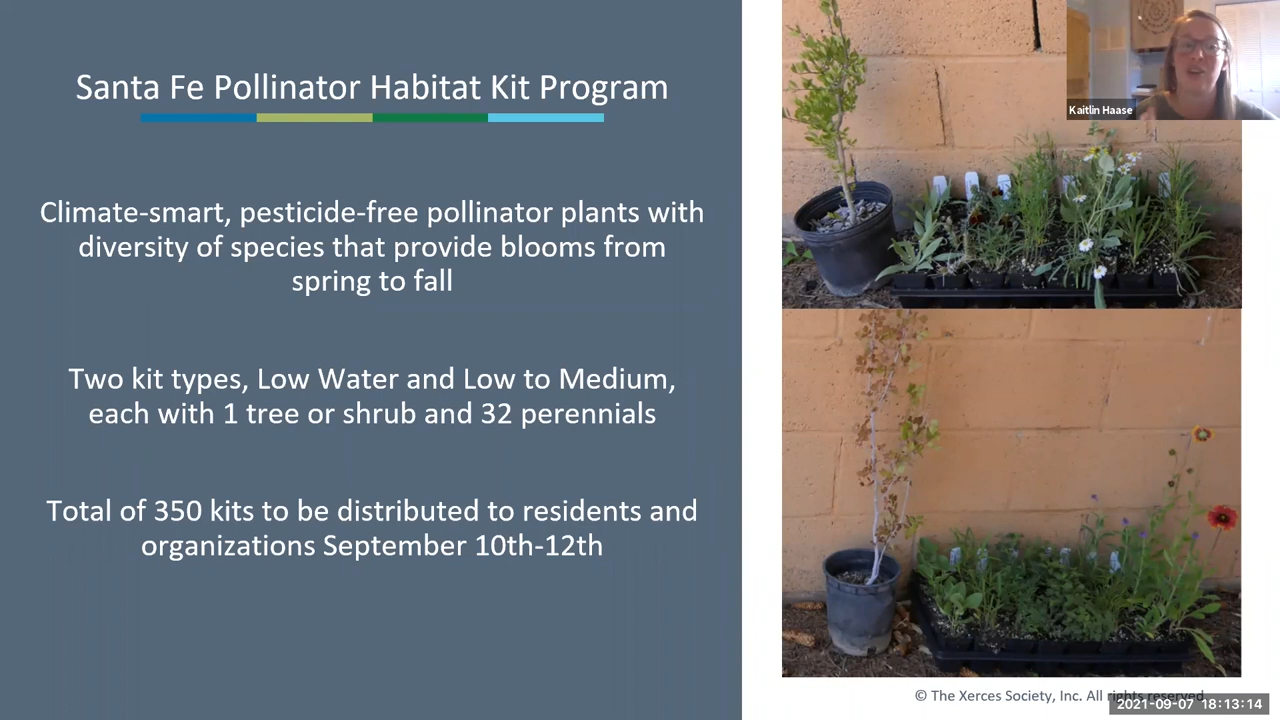 Santa Fe Pollinator Habitat Kit Program
Climate-smart, pesticide-free pollinator plants with
diversity of species that provide blooms from
spring to fall
Two kit types, Low Water and Low to Medium,
each with 1 tree or shrub and 32 perennials
Total of 350 kits to be distributed to residents and
organizations September 10th-12th
Kaitlin Haase
© The Xerces Society, Inc. All rights reserved
2021-09-07 18:13:14